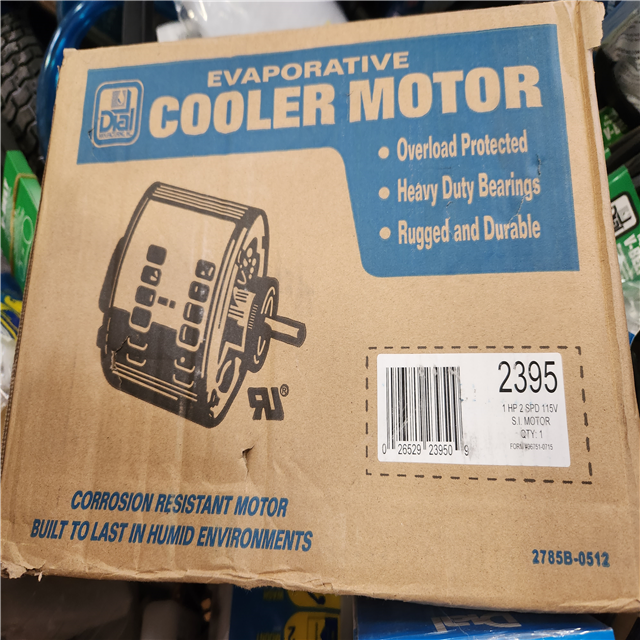 EVAPORATIVE
COOLER MOTOR
Dial
• Overload Protected
• Heavy Duty Bearings
• Rugged and Durable
2395
1 HP 2 SPD 115V
S.I. MOTOR
QTY: 1
0 26529 23950 9
CORROSION RESISTANT MOTOR
BUILT TO LAST IN HUMID ENVIRONMENTS
2785B-0512
Dial